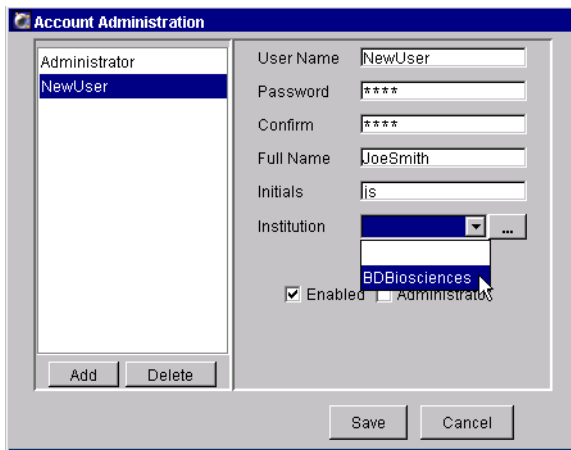 Account Administration
Administrator
NewUser
User Name NewUser
Password ****
Confirm ****
Full Name JoeSmith
Initials js
Institution ...
BDBiosciences
Enabled Administrator
Add Delete
Save Cancel